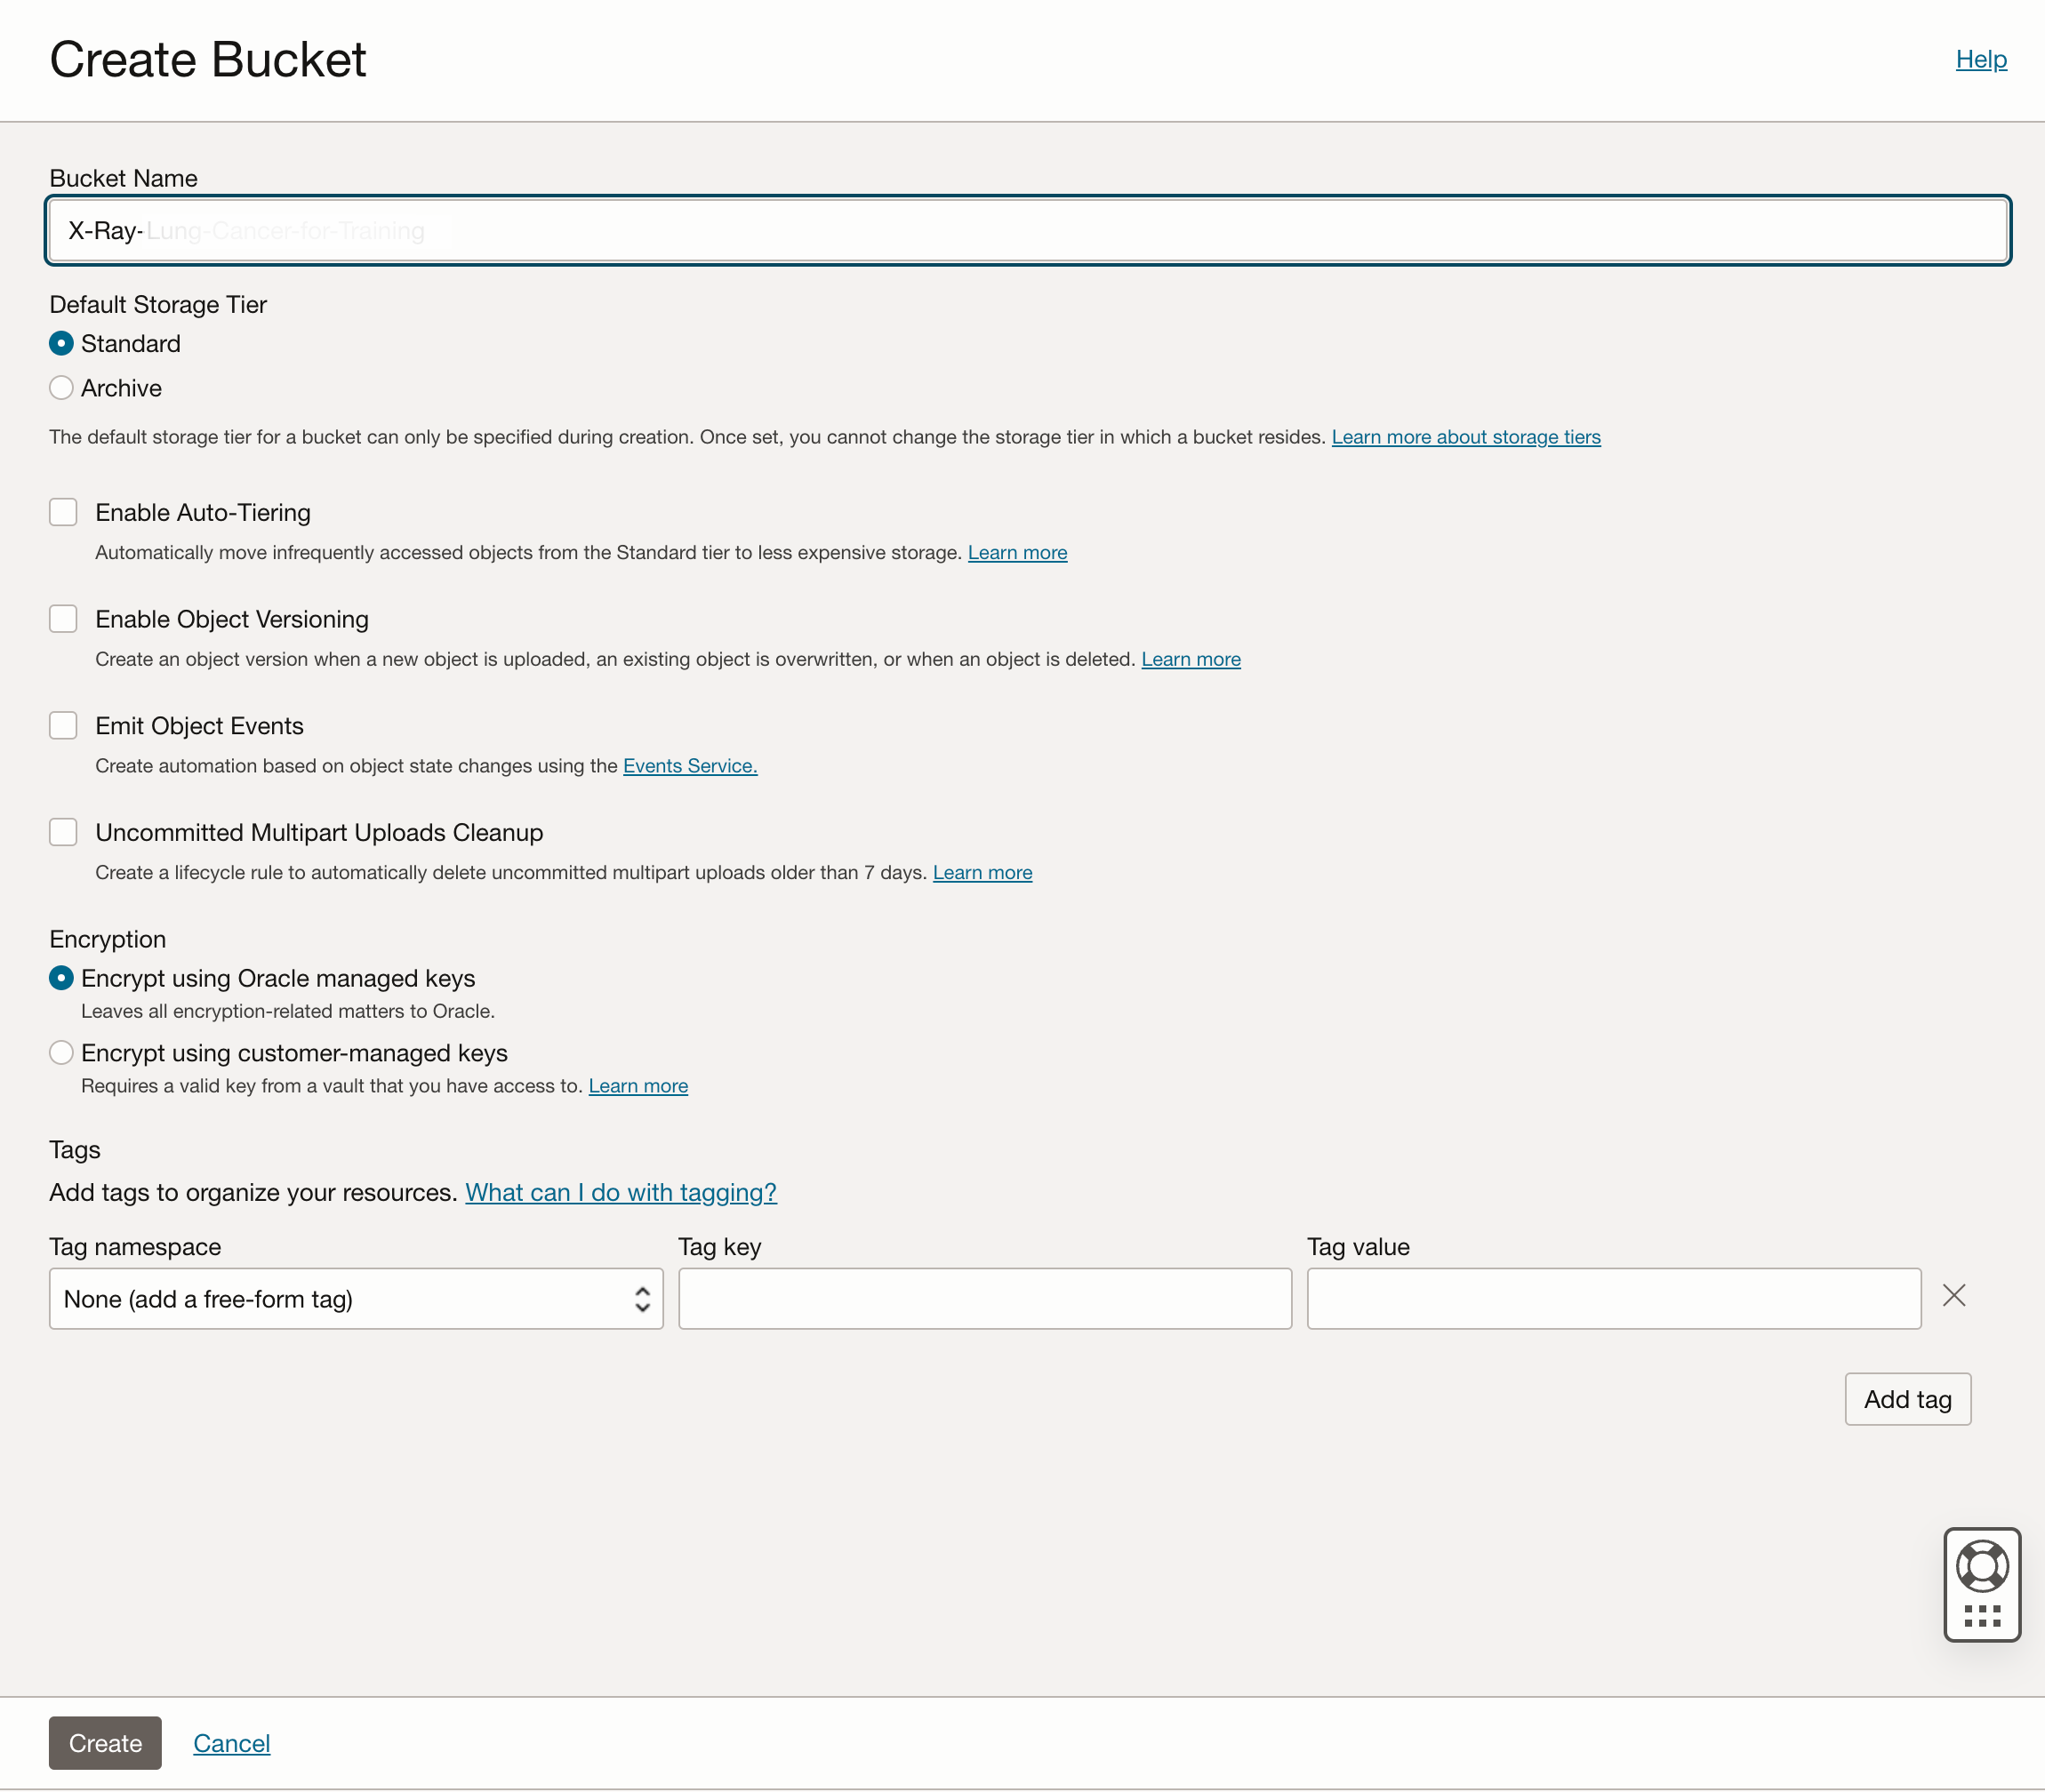 Create Bucket
Help
Bucket Name
X-Ray-Lung-Cancer-for-Training
Default Storage Tier
Standard
Archive
The default storage tier for a bucket can only be specified during creation. Once set, you cannot change the storage tier in which a bucket resides. Learn more about storage tiers
Enable Auto-Tiering
Automatically move infrequently accessed objects from the Standard tier to less expensive storage. Learn more
Enable Object Versioning
Create an object version when a new object is uploaded, an existing object is overwritten, or when an object is deleted. Learn more
Emit Object Events
Create automation based on object state changes using the Events Service.
Uncommitted Multipart Uploads Cleanup
Create a lifecycle rule to automatically delete uncommitted multipart uploads older than 7 days. Learn more
Encryption
Encrypt using Oracle managed keys
Leaves all encryption-related matters to Oracle.
Encrypt using customer-managed keys
Requires a valid key from a vault that you have access to. Learn more
Tags
Add tags to organize your resources. What can I do with tagging?
Tag namespace
Tag key
Tag value
None (add a free-form tag)
Add tag
Create
Cancel